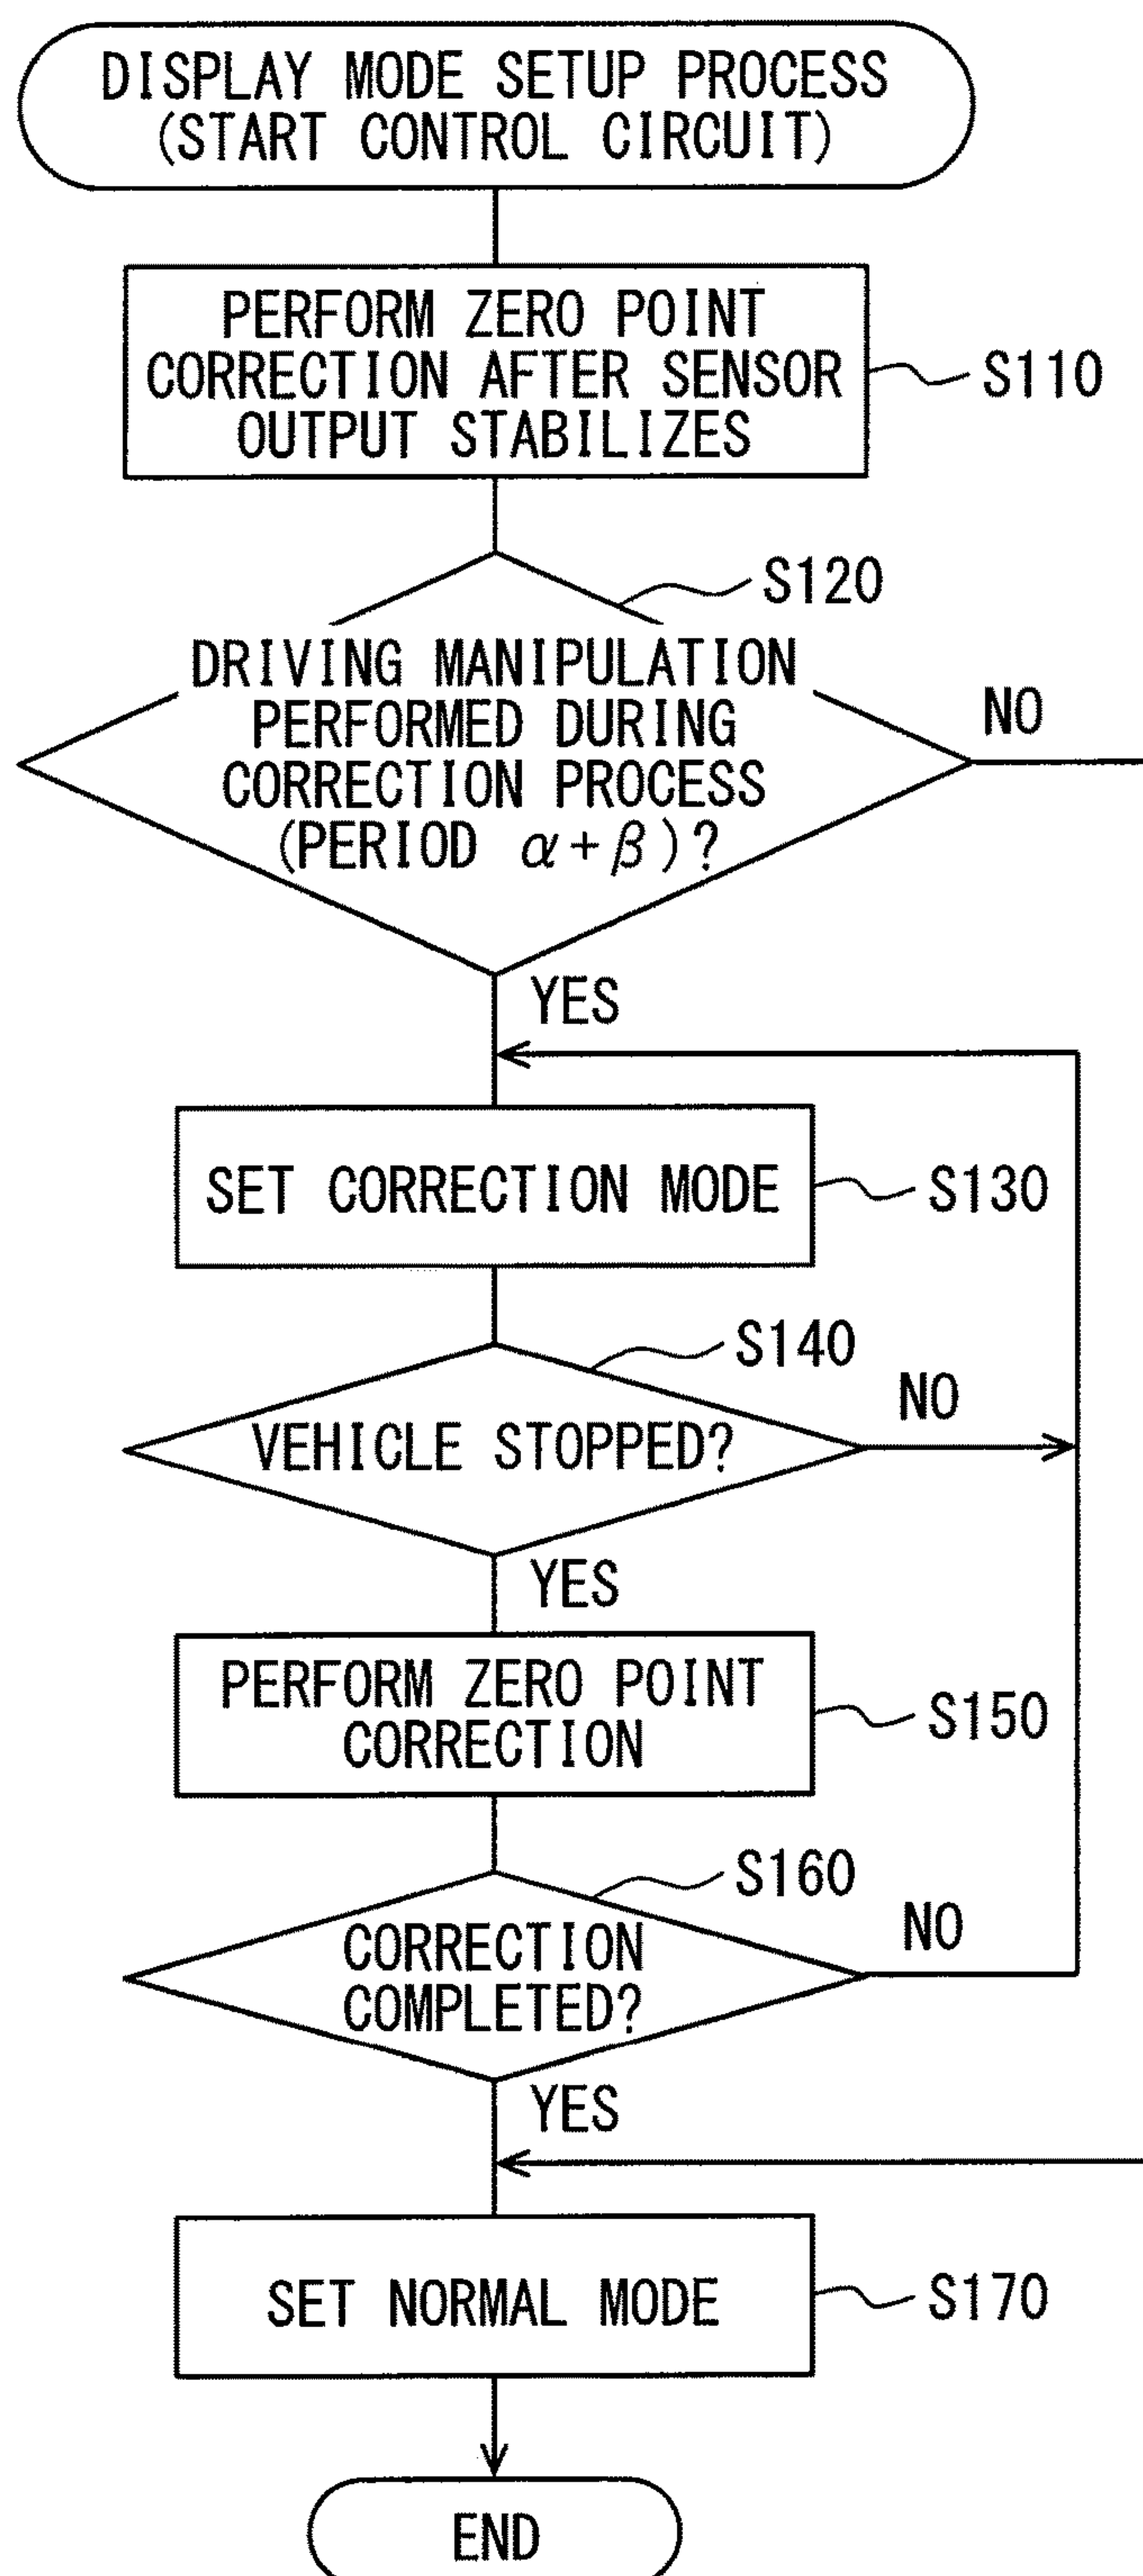 DISPLAY MODE SETUP PROCESS
(START CONTROL CIRCUIT)
PERFORM ZERO POINT
CORRECTION AFTER SENSOR
OUTPUT STABILIZES
S110
S120
DRIVING MANIPULATION
PERFORMED DURING
CORRECTION PROCESS
(PERIOD α+β)?
NO
YES
SET CORRECTION MODE
S130
S140
VEHICLE STOPPED?
NO
YES
PERFORM ZERO POINT
CORRECTION
S150
S160
CORRECTION
COMPLETED?
NO
YES
SET NORMAL MODE
S170
END